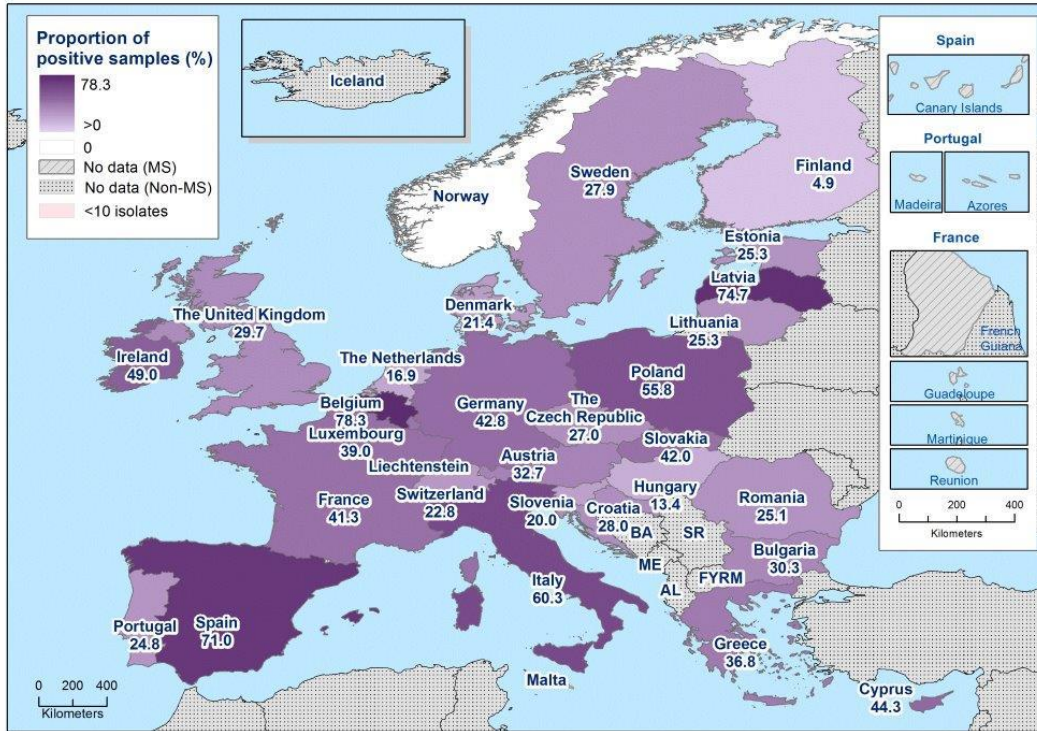 Proportion of
positive samples (%)
78.3
>0
0
No data (MS)
No data (Non-MS)
<10 isolates
Iceland
Spain
Canary Islands
Portugal
Madeira
Azores
France
French
Guiana
Guadeloupe
Martinique
Reunion
0 200 400
Kilometers
Norway
Sweden
27.9
Finland
4.9
Estonia
25.3
Latvia
74.7
Lithuania
25.3
Denmark
21.4
The United Kingdom
29.7
Ireland
49.0
The Netherlands
16.9
Belgium
78.3
Luxembourg
39.0
Germany
42.8
Poland
55.8
The
Czech Republic
27.0
Slovakia
42.0
Liechtenstein
Austria
32.7
Switzerland
22.8
France
41.3
Slovenia
20.0
Hungary
13.4
Croatia
28.0
Romania
25.1
BA
SR
ME
AL
FYRM
Bulgaria
30.3
Italy
60.3
Portugal
24.8
Spain
71.0
Greece
36.8
Malta
Cyprus
44.3
0 200 400
Kilometers